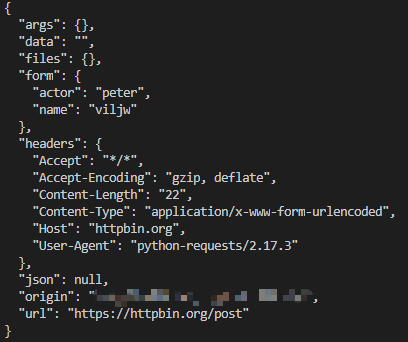 {
  "args": {},
  "data": "",
  "files": {},
  "form": {
    "actor": "peter",
    "name": "viljw"
  },
  "headers": {
    "Accept": "*/*",
    "Accept-Encoding": "gzip, deflate",
    "Content-Length": "22",
    "Content-Type": "application/x-www-form-urlencoded",
    "Host": "httpbin.org",
    "User-Agent": "python-requests/2.17.3"
  },
  "json": null,
  "origin": "
  "url": "https://httpbin.org/post"
}